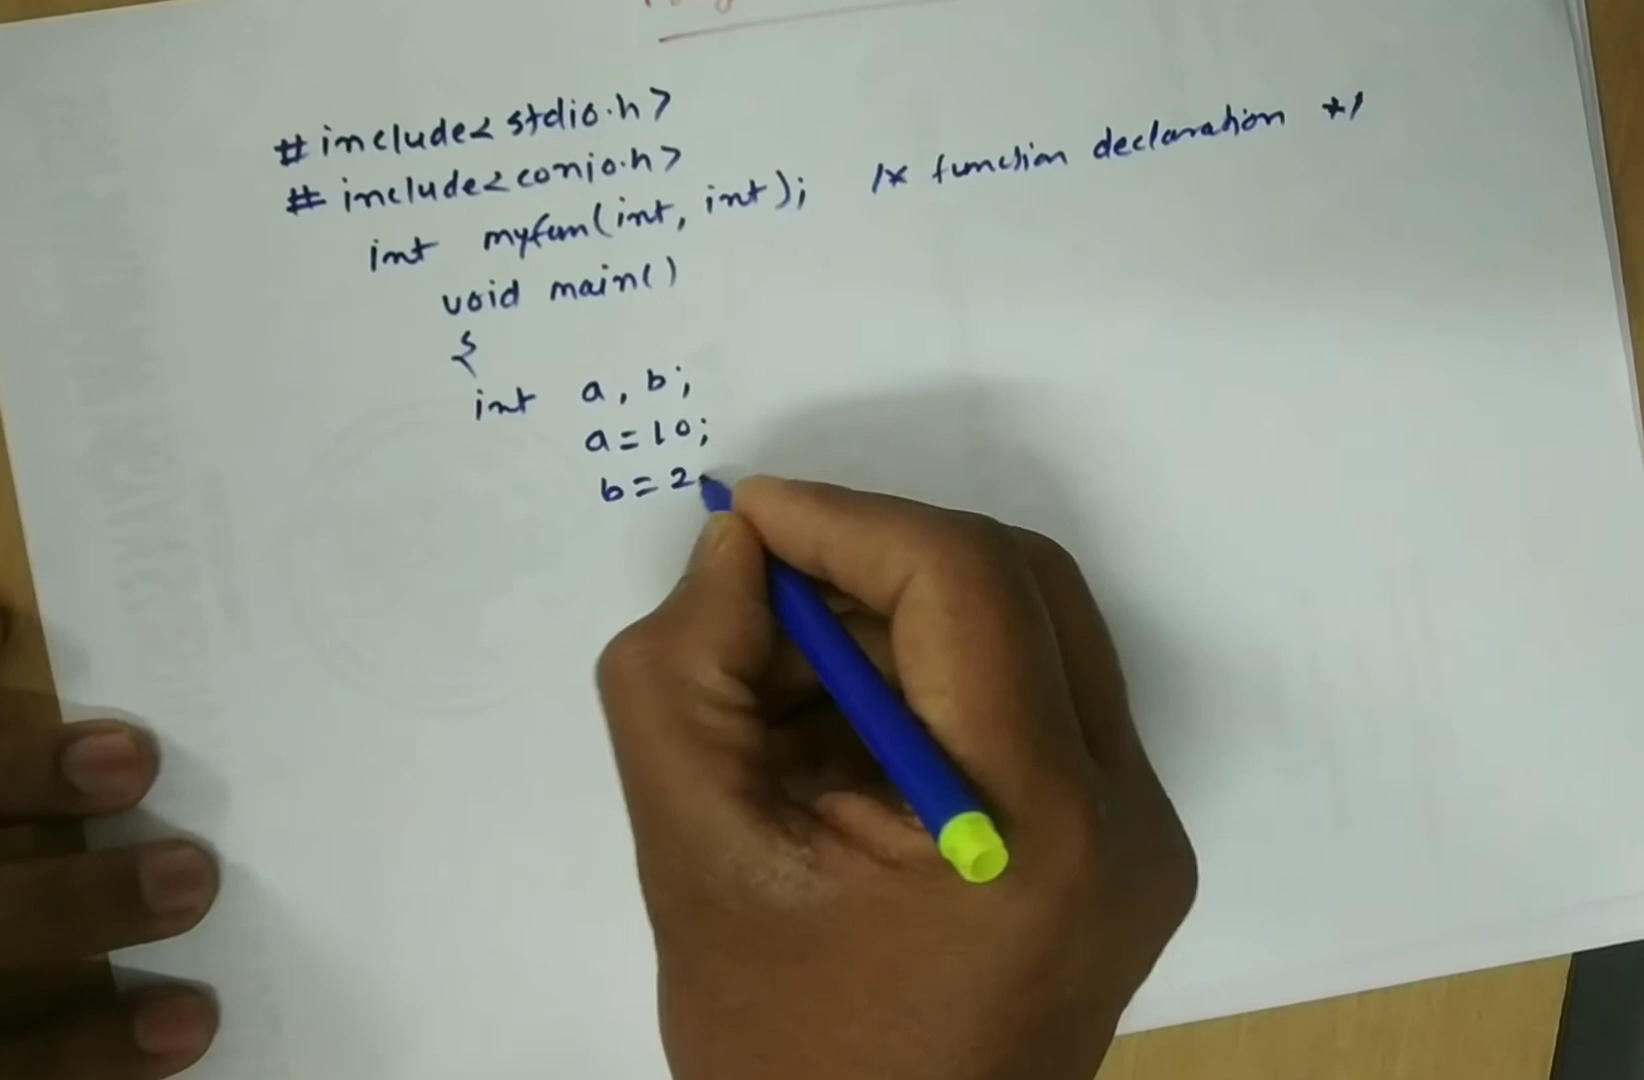 #include<stdio.h>
#include<conio.h>
int myfun(int, int); /* function declaration */
void main()
{
int a, b;
a=10;
b=2